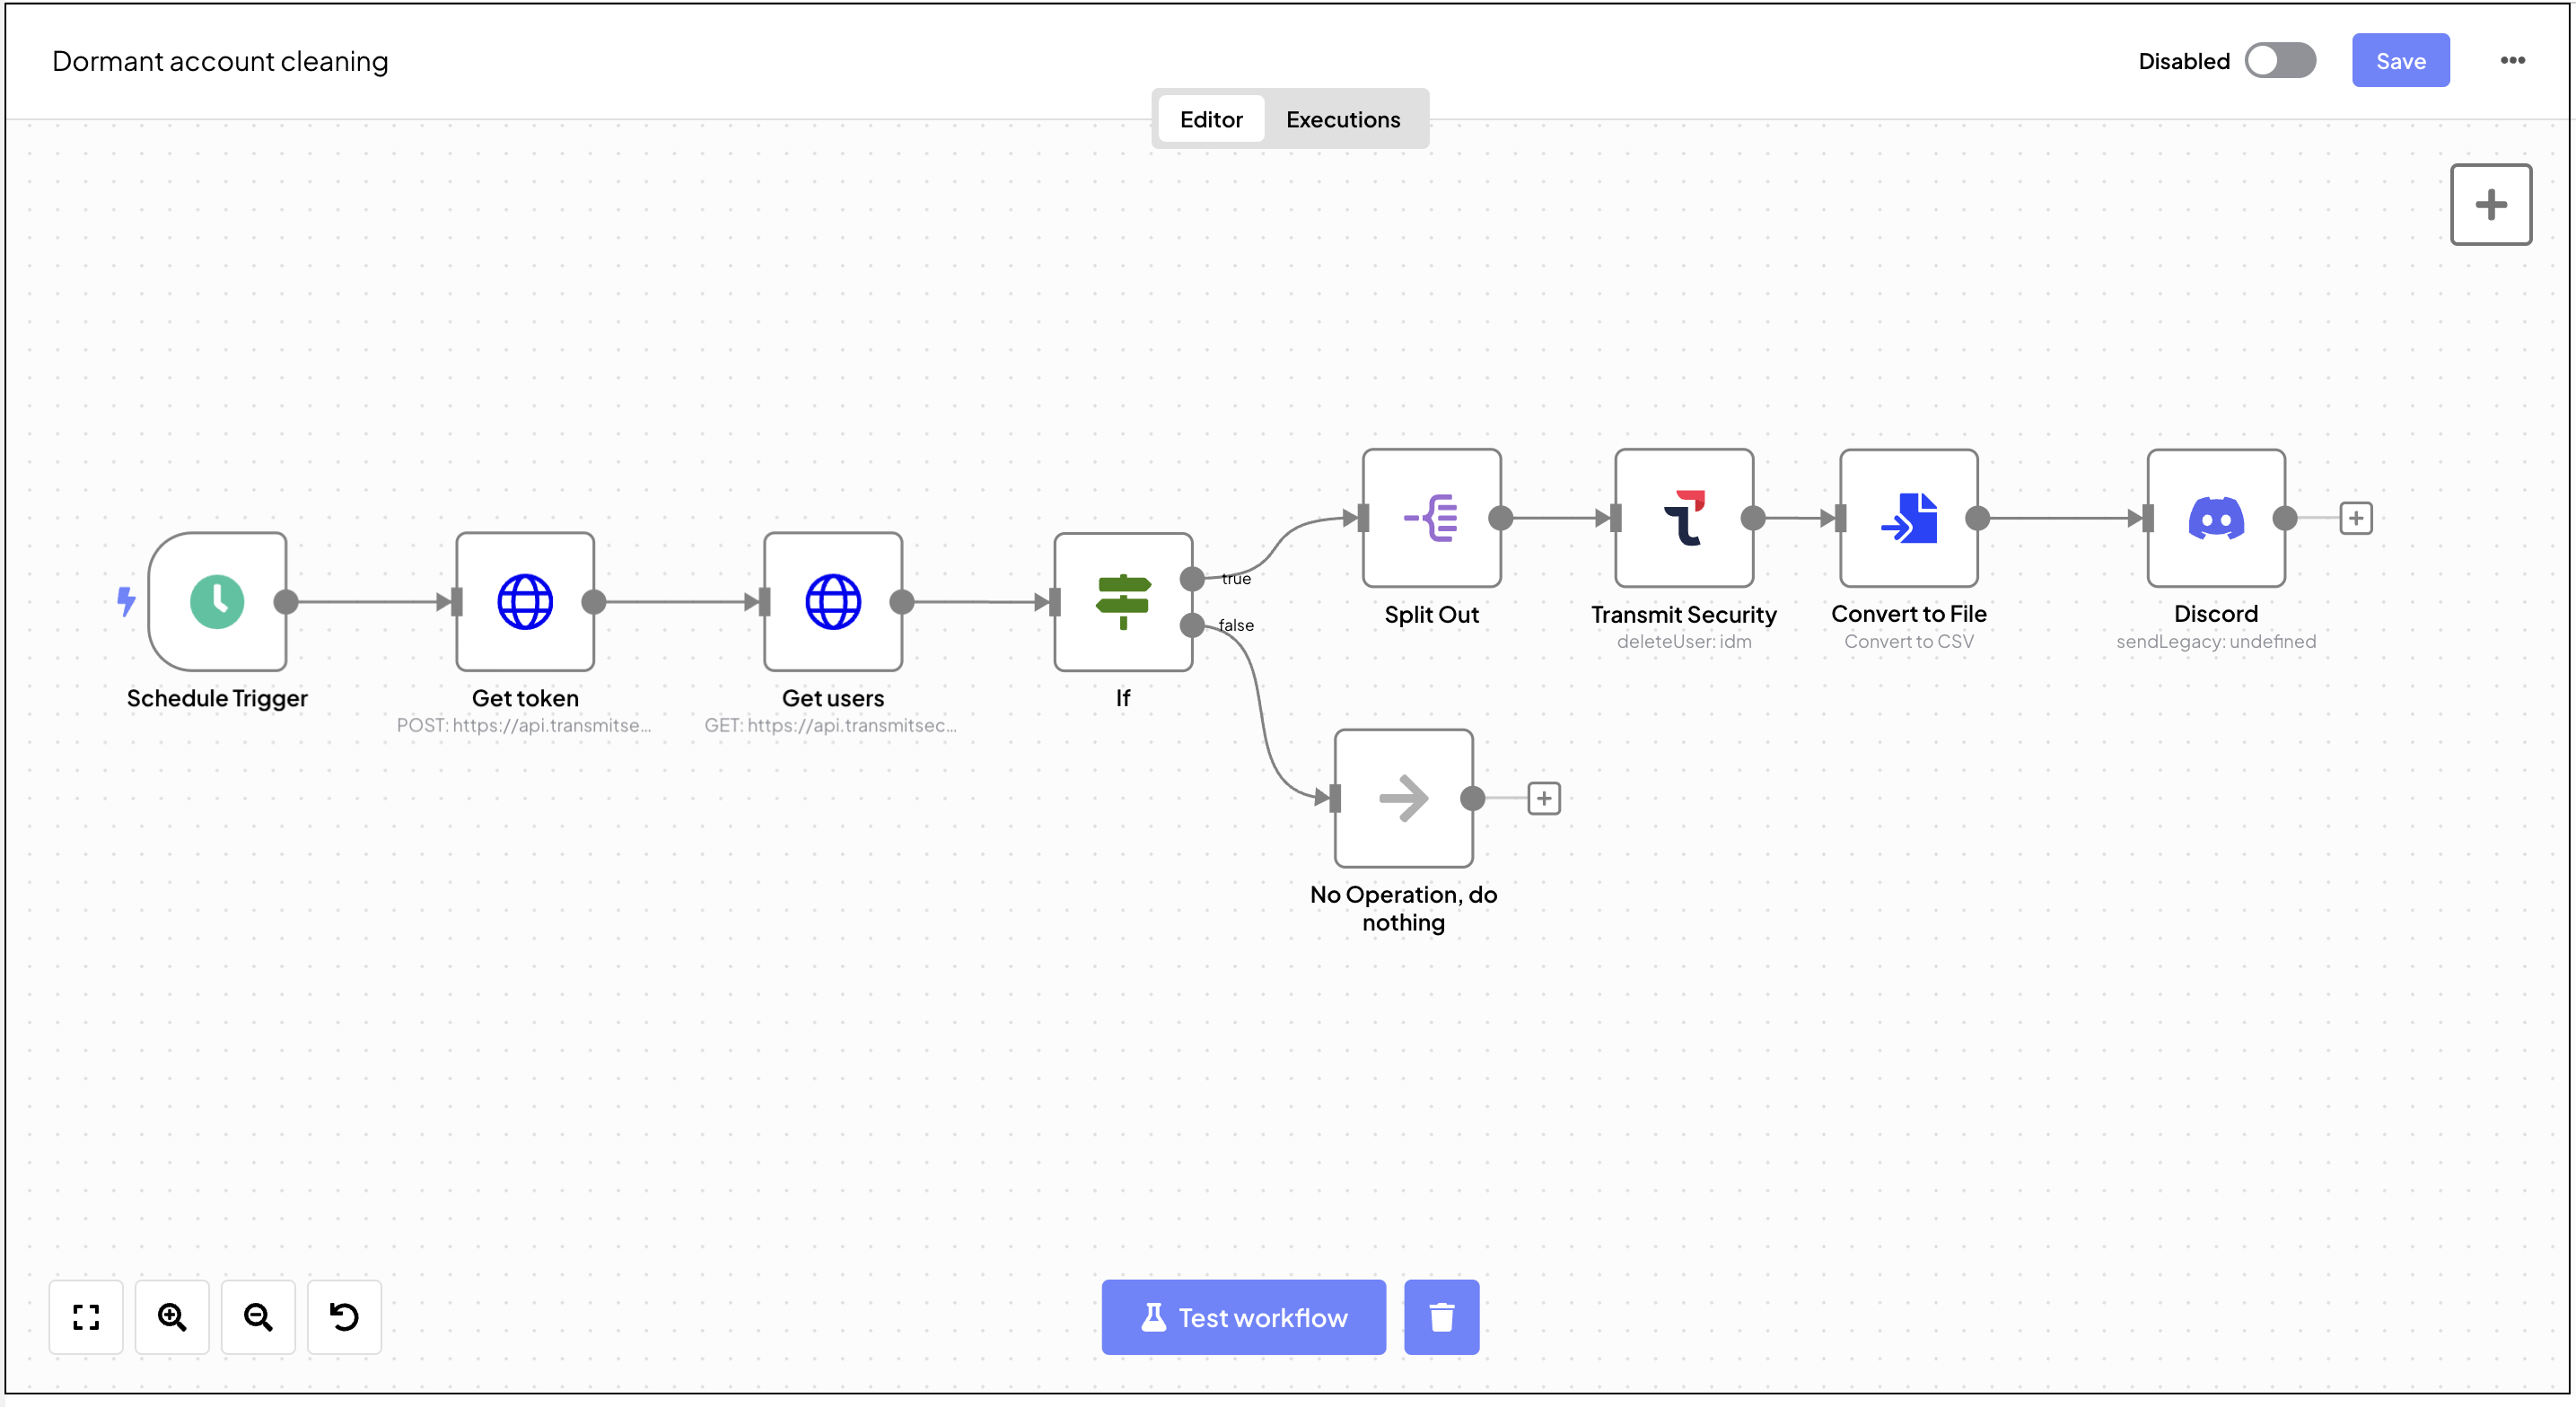 Dormant account cleaning
Disabled
Save
Editor
Executions
true
false
Split Out
Transmit Security
deleteUser: idm
Convert to File
Convert to CSV
Discord
sendLegacy: undefined
Schedule Trigger
Get token
POST: https://api.transmitse...
Get users
GET: https://api.transmitsec...
If
No Operation, do
nothing
Test workflow